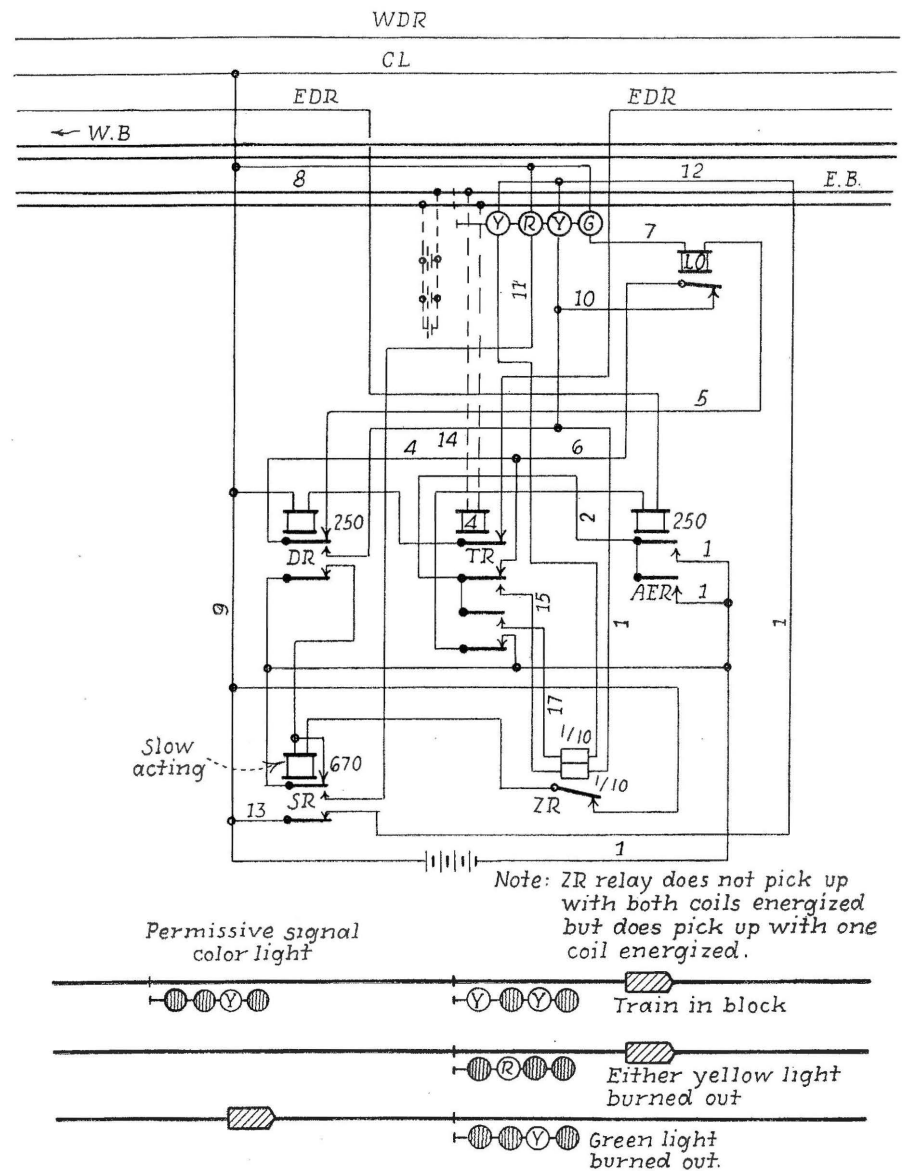 WDR
CL
EDR EDR
← W.B
8 12 E.B.
Y R Y G
7
LO
11 10
5
4 14 6
250 4 2 250
DR TR 1
AER 1
15
9 1 1
17
1/10
Slow
acting
670 1/10
SR ZR
13
1
Note: ZR relay does not pick up
with both coils energized
but does pick up with one
coil energized.
Permissive signal
color light
Y Y Y
Train in block
R
Either yellow light
burned out
Y
Green light
burned out.